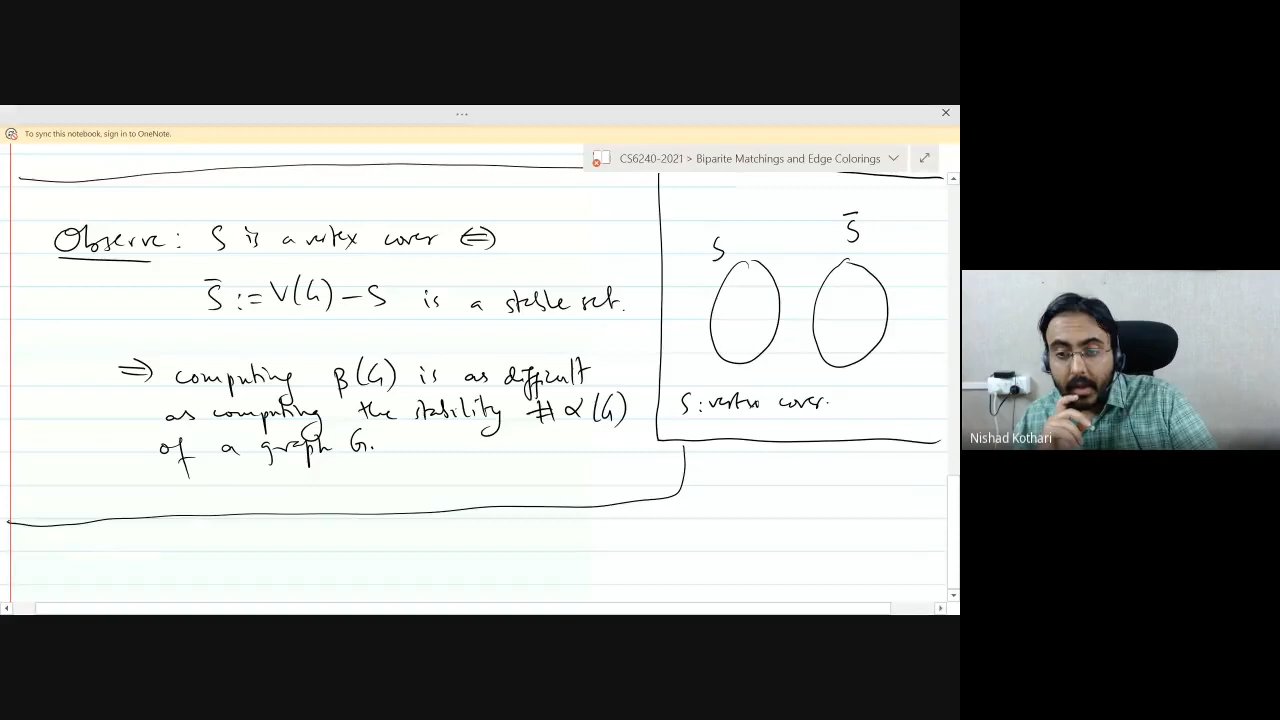 To sync this notebook, sign in to OneNote.
CS6240-2021 > Biparite Matchings and Edge Colorings
Observe: S is a vertex cover ⇔
S̄ := V(G) – S is a stable set.
⇒ computing β(G) is as difficult
as computing the stability # α(G)
of a graph G.
S S̄
S: vertex cover.
Nishad Kothari